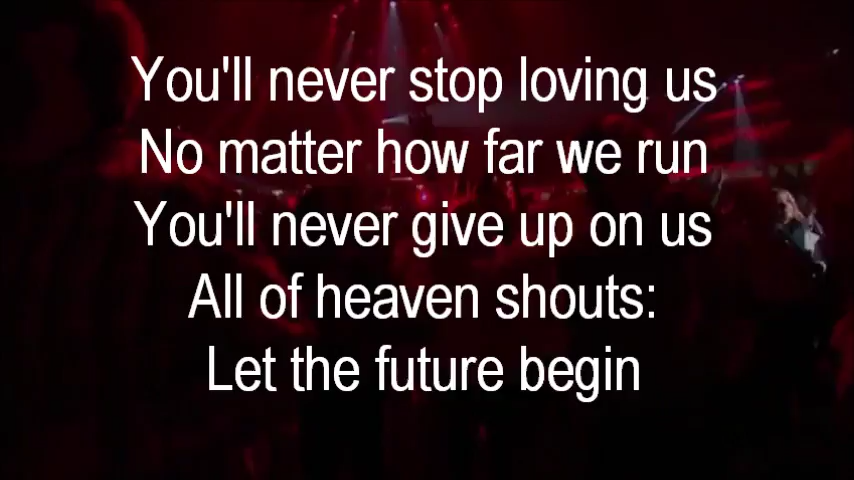 You'll never stop loving us
No matter how far we run
You'll never give up on us
All of heaven shouts:
Let the future begin